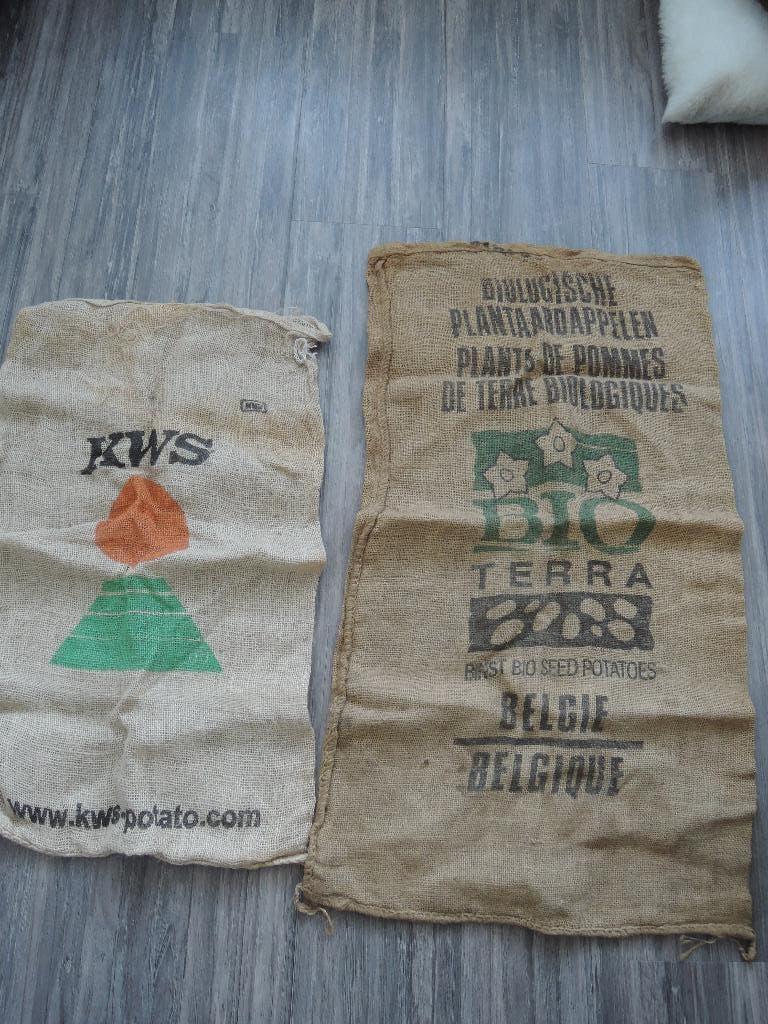 KWS
www.kws-potato.com
BIOLOGISCHE
PLANTAARDAPPELEN
PLANTS DE POMMES
DE TERRE BIOLOGIQUES
BIO
TERRA
BINST BIO SEED POTATOES
BELGIE
BELGIQUE